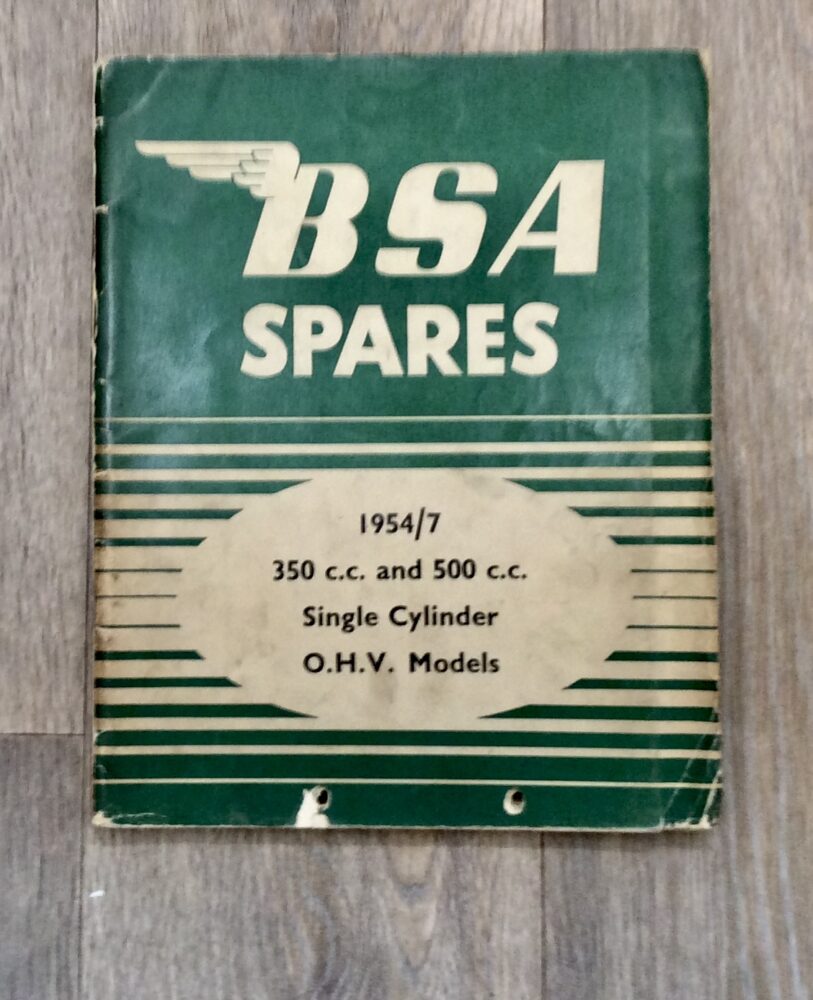 BSA
SPARES
1954/7
350 c.c. and 500 c.c.
Single Cylinder
O.H.V. Models